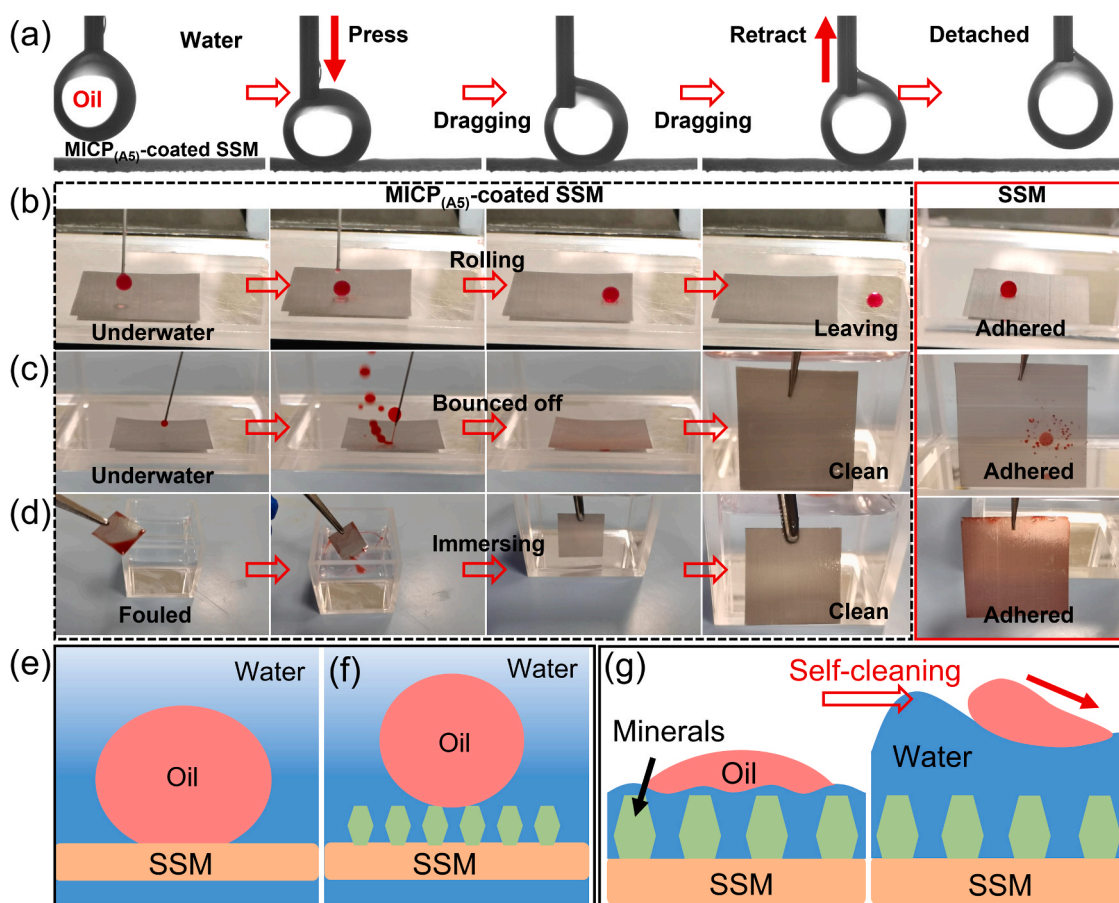 (a)
Water
Press
Retract
Detached
Oil
Dragging
Dragging
MICP(A5)-coated SSM
MICP(A5)-coated SSM
SSM
(b)
Rolling
Underwater
Leaving
Adhered
(c)
Bounced off
Underwater
Clean
Adhered
(d)
Immersing
Fouled
Clean
Adhered
(e)
Water
Oil
SSM
(f)
Water
Oil
SSM
(g)
Self-cleaning
Minerals
Oil
Water
SSM
SSM